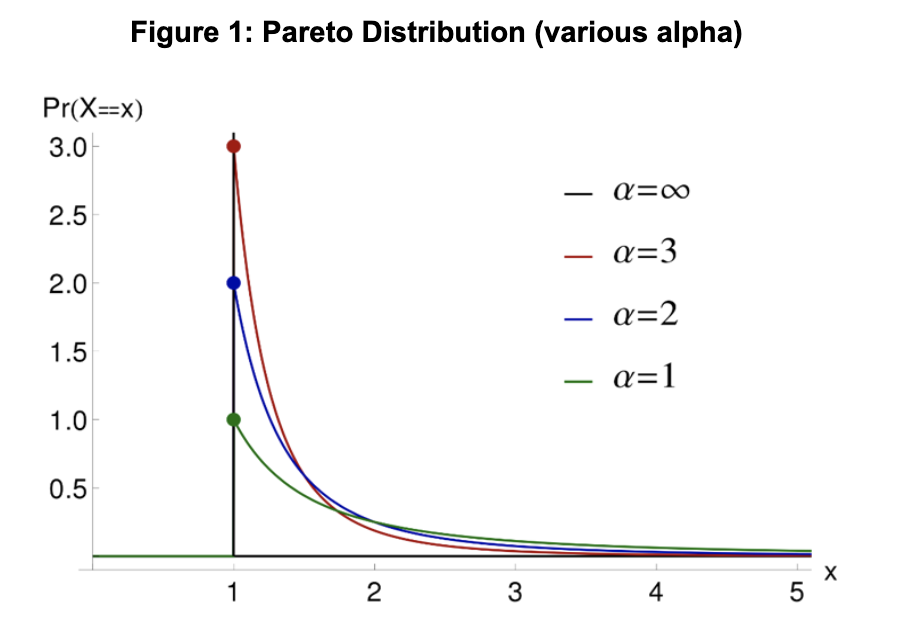 Figure 1: Pareto Distribution (various alpha)
Pr(X==x)
3.0
2.5
2.0
1.5
1.0
0.5
α=∞
α=3
α=2
α=1
1 2 3 4 5
x